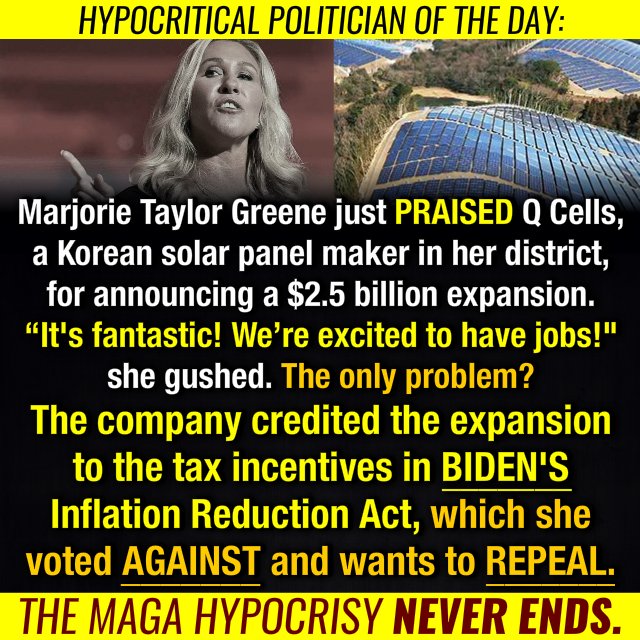 HYPOCRITICAL POLITICIAN OF THE DAY:
Marjorie Taylor Greene just PRAISED Q Cells,
a Korean solar panel maker in her district,
for announcing a $2.5 billion expansion.
“It's fantastic! We’re excited to have jobs!"
she gushed. The only problem?
The company credited the expansion
to the tax incentives in BIDEN'S
Inflation Reduction Act, which she
voted AGAINST and wants to REPEAL.
THE MAGA HYPOCRISY NEVER ENDS.